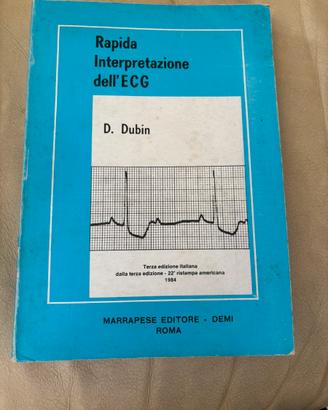 Rapida
Interpretazione
dell'ECG
D. Dubin
Terza edizione italiana
dalla terza edizione - 22ª ristampa americana
1984
MARRAPESE EDITORE - DEMI
ROMA